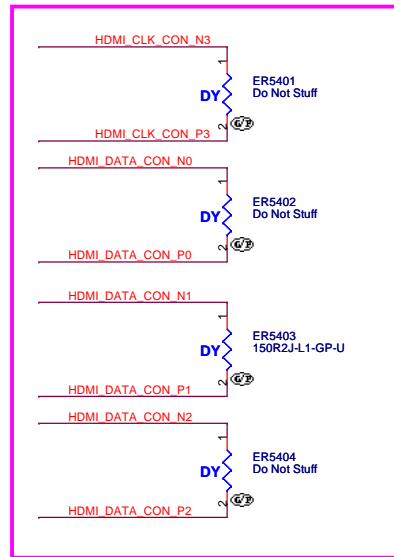 HDMI_CLK_CON_N3
1
ER5401
Do Not Stuff
DY
2
G/P
HDMI_CLK_CON_P3
HDMI_DATA_CON_N0
1
ER5402
Do Not Stuff
DY
2
G/P
HDMI_DATA_CON_P0
HDMI_DATA_CON_N1
1
ER5403
150R2J-L1-GP-U
DY
2
G/P
HDMI_DATA_CON_P1
HDMI_DATA_CON_N2
1
ER5404
Do Not Stuff
DY
2
G/P
HDMI_DATA_CON_P2